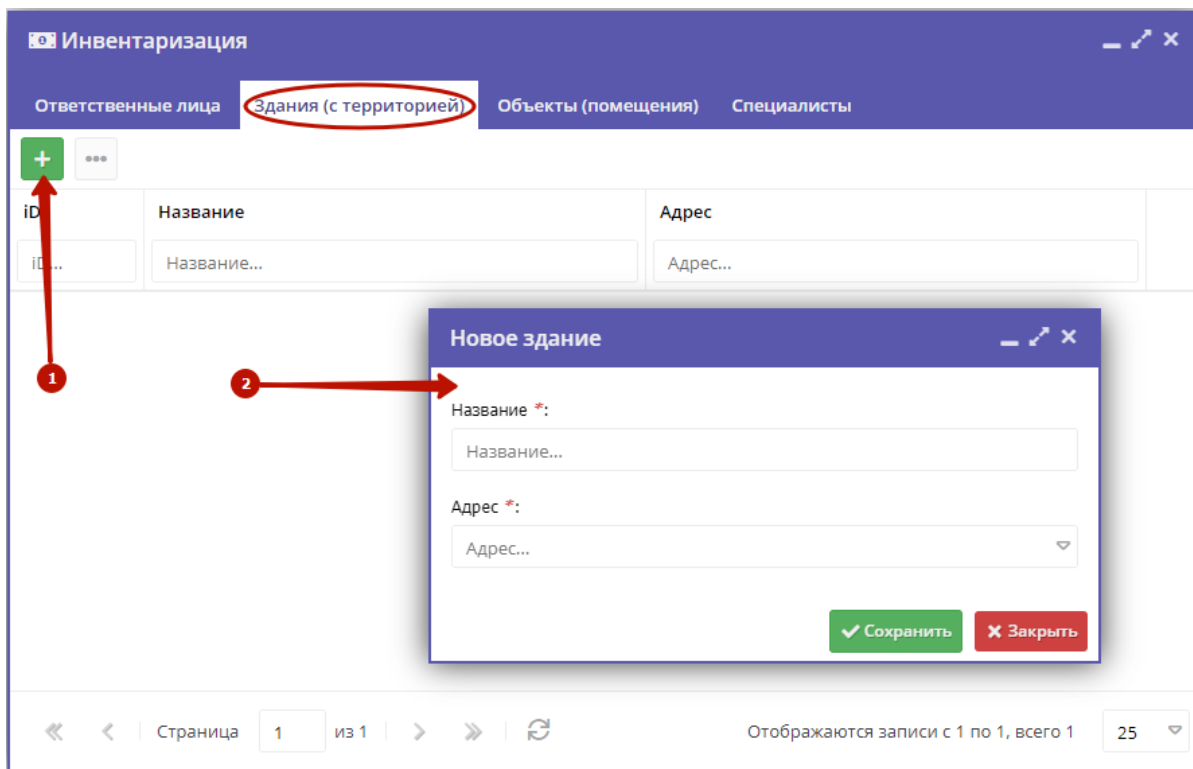 Инвентаризация
Ответственные лица Здания (с территорией) Объекты (помещения) Специалисты
iD Название Адрес
iD... Название... Адрес...
Новое здание
1
2
Название *:
Название...
Адрес *:
Адрес...
Сохранить Закрыть
Страница 1 из 1 Отображаются записи с 1 по 1, всего 1 25